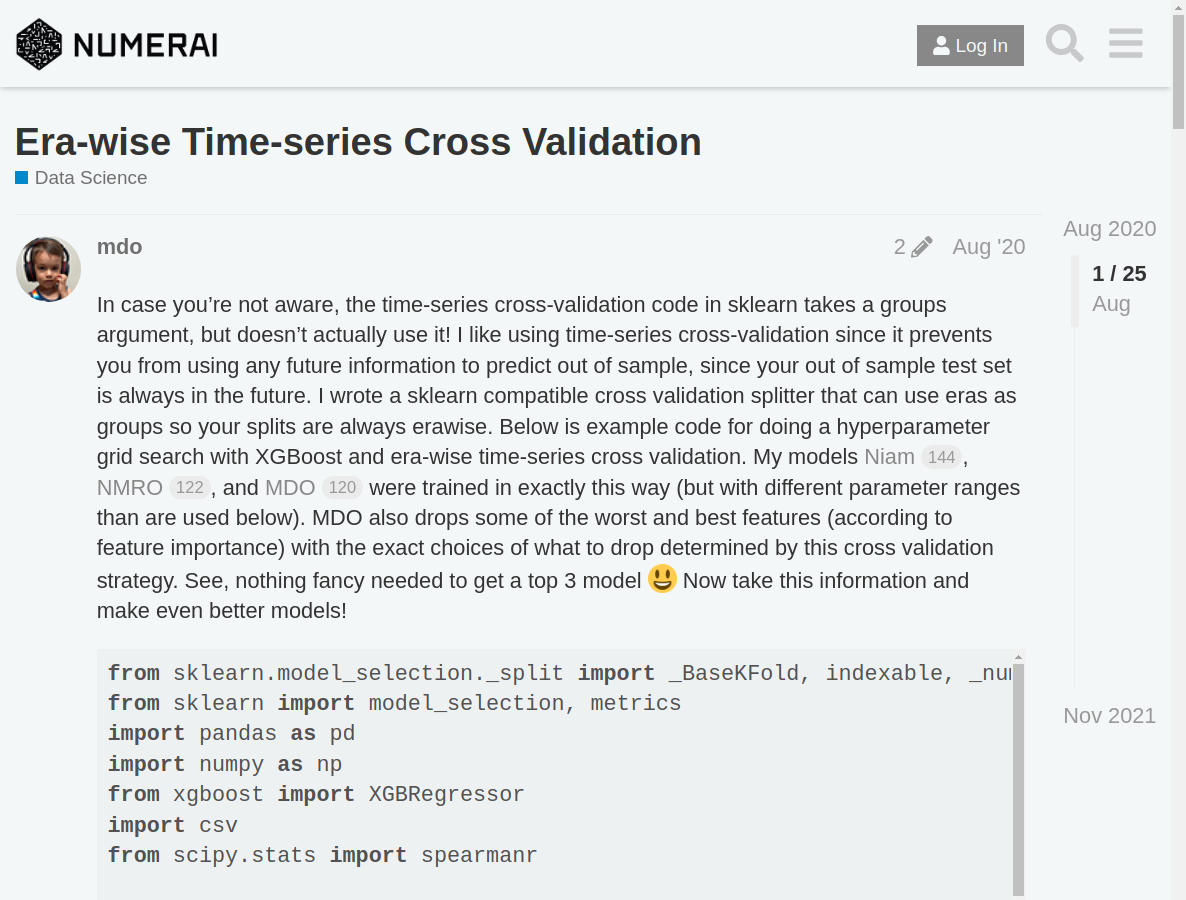 NUMERAI
Log In
Era-wise Time-series Cross Validation
Data Science
mdo
2
Aug '20
Aug 2020
1 / 25
Aug
Nov 2021
In case you’re not aware, the time-series cross-validation code in sklearn takes a groups
argument, but doesn’t actually use it! I like using time-series cross-validation since it prevents
you from using any future information to predict out of sample, since your out of sample test set
is always in the future. I wrote a sklearn compatible cross validation splitter that can use eras as
groups so your splits are always erawise. Below is example code for doing a hyperparameter
grid search with XGBoost and era-wise time-series cross validation. My models Niam 144,
NMRO 122, and MDO 120 were trained in exactly this way (but with different parameter ranges
than are used below). MDO also drops some of the worst and best features (according to
feature importance) with the exact choices of what to drop determined by this cross validation
strategy. See, nothing fancy needed to get a top 3 model 😃 Now take this information and
make even better models!
from sklearn.model_selection._split import _BaseKFold, indexable, _num
from sklearn import model_selection, metrics
import pandas as pd
import numpy as np
from xgboost import XGBRegressor
import csv
from scipy.stats import spearmanr